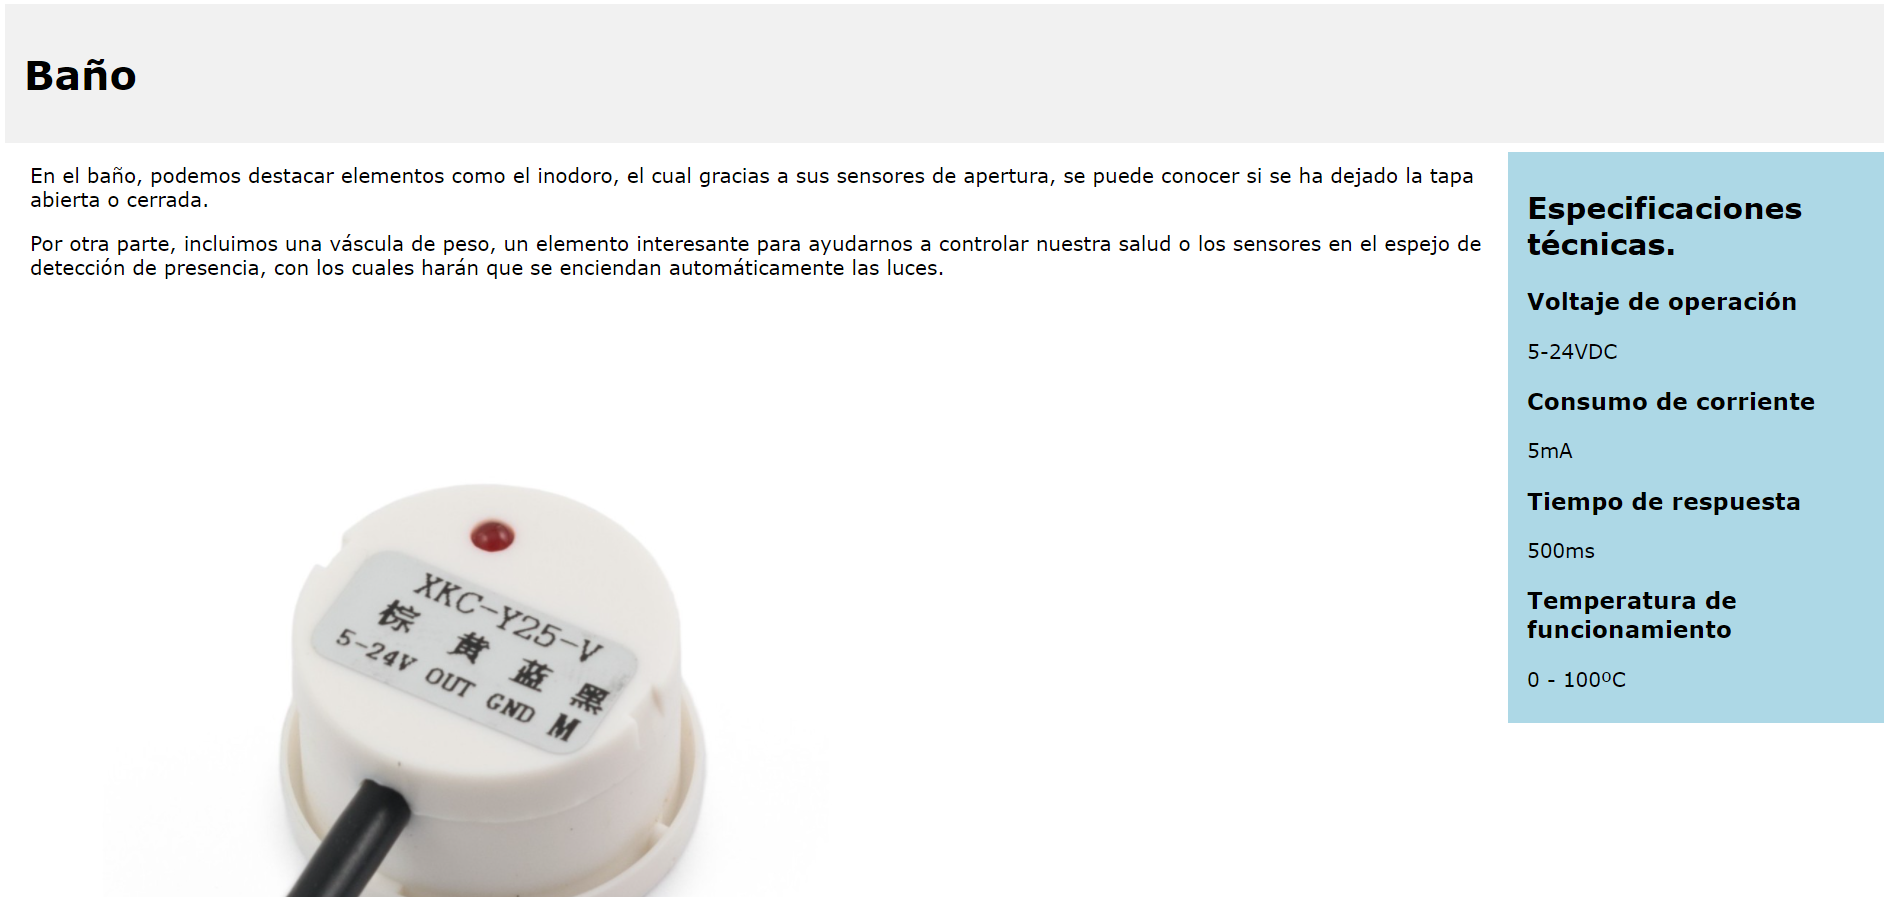 Baño
En el baño, podemos destacar elementos como el inodoro, el cual gracias a sus sensores de apertura, se puede conocer si se ha dejado la tapa
abierta o cerrada.
Por otra parte, incluimos una váscula de peso, un elemento interesante para ayudarnos a controlar nuestra salud o los sensores en el espejo de
detección de presencia, con los cuales harán que se enciendan automáticamente las luces.
XKC-Y25-V
棕 黄 蓝 黑
5-24V OUT GND M
Especificaciones
técnicas.
Voltaje de operación
5-24VDC
Consumo de corriente
5mA
Tiempo de respuesta
500ms
Temperatura de
funcionamiento
0 - 100ºC